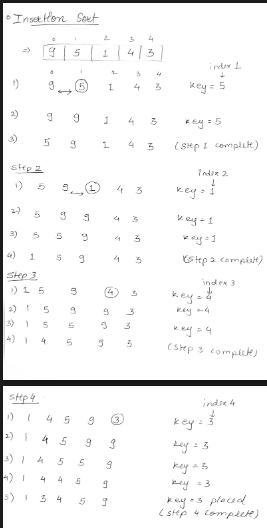 Insertion Sort
0 1 2 3 4
⇒ 9 5 1 4 3
index 1
0 1 2 3 4
1) 9 ↔ 5 1 4 3 key = 5
2) 9 9 1 4 3 key = 5
3) 5 9 1 4 3 (Step 1 complete)
Step 2
index 2
1) 5 9 1 4 3 key = 1
2) 5 9 9 4 3 key = 1
3) 5 5 9 4 3 key = 1
4) 1 5 9 4 3 (Step 2 complete)
Step 3
index 3
1) 1 5 9 4 3 key = 4
2) 1 5 9 9 3 key = 4
3) 1 5 5 9 3 key = 4
4) 1 4 5 9 3 (Step 3 complete)
Step 4
index 4
1) 1 4 5 9 3 key = 3
2) 1 4 5 9 9 key = 3
3) 1 4 5 5 9 key = 3
4) 1 4 4 5 9 key = 3
5) 1 3 4 5 9 key = 3 placed
(step 4 complete)